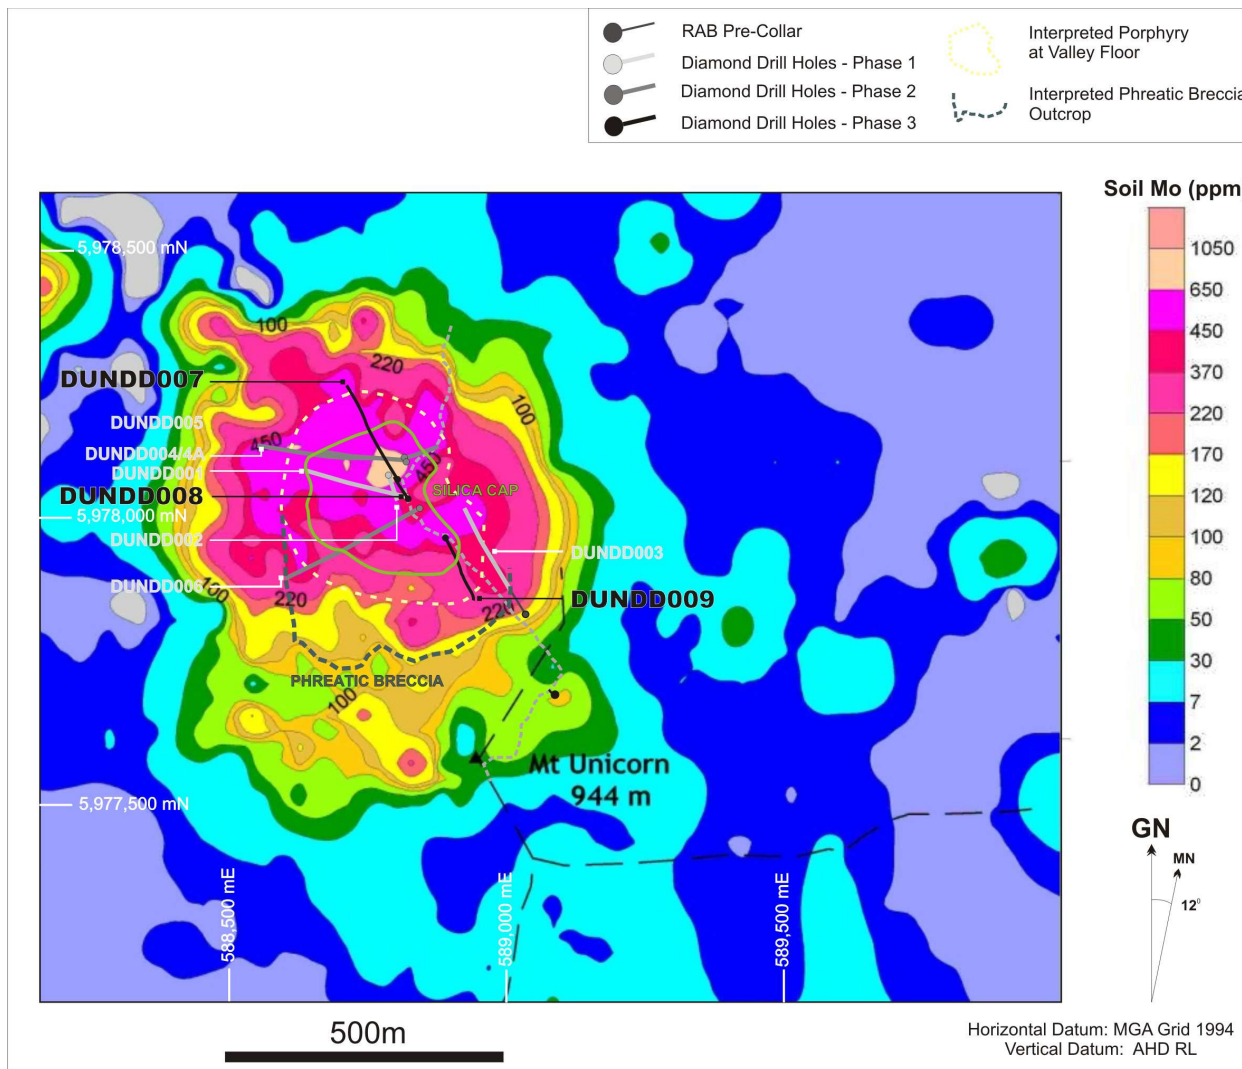 RAB Pre-Collar
Diamond Drill Holes - Phase 1
Diamond Drill Holes - Phase 2
Diamond Drill Holes - Phase 3
Interpreted Porphyry
at Valley Floor
Interpreted Phreatic Breccia
Outcrop
Soil Mo (ppm
1050
650
450
370
220
170
120
100
80
50
30
7
2
0
5,978,500 mN
100
220
DUNDD007
100
DUNDD005
450
DUNDD004/4A
450
DUNDD001
DUNDD008
SILICA CAP
5,978,000 mN
DUNDD002
DUNDD003
DUNDD006
100
220
220
DUNDD009
PHREATIC BRECCIA
100
Mt Unicorn
944 m
5,977,500 mN
588,500 mE
589,000 mE
589,500 mE
GN
MN
12°
500m
Horizontal Datum: MGA Grid 1994
Vertical Datum: AHD RL